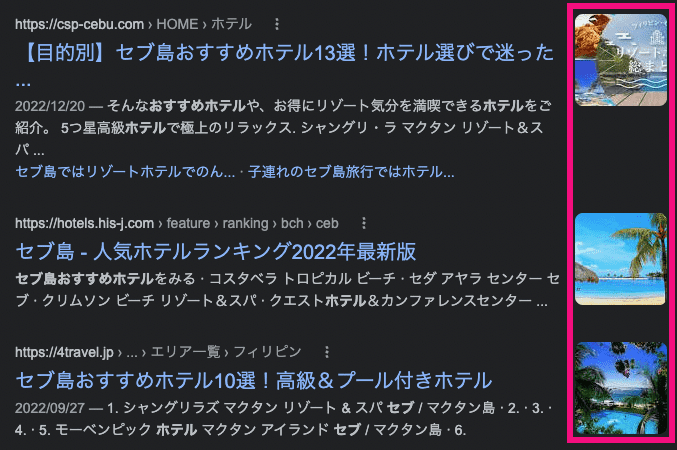 https://csp-cebu.com › HOME › ホテル
【目的別】セブ島おすすめホテル13選！ホテル選びで迷った
...
2022/12/20 — そんなおすすめホテルや、お得にリゾート気分を満喫できるホテルをご
紹介。 5つ星高級ホテルで極上のリラックス. シャングリ・ラ マクタン リゾート＆ス
パ ...
セブ島ではリゾートホテルでのん... · 子連れのセブ島旅行ではホテル...
リゾート
総まと
https://hotels.his-j.com › feature › ranking › bch › ceb
セブ島 - 人気ホテルランキング2022年最新版
セブ島おすすめホテルをみる · コスタベラ トロピカル ビーチ · セダ アヤラ センター セ
ブ · クリムソン ビーチ リゾート＆スパ · クエストホテル＆カンファレンスセンター ...
https://4travel.jp › ... › エリア一覧 › フィリピン
セブ島おすすめホテル10選！高級＆プール付きホテル
2022/09/27 — 1. シャングリラズ マクタン リゾート & スパ セブ / マクタン島 · 2. · 3. ·
4. · 5. モーベンピック ホテル マクタン アイランド セブ / マクタン島 · 6.